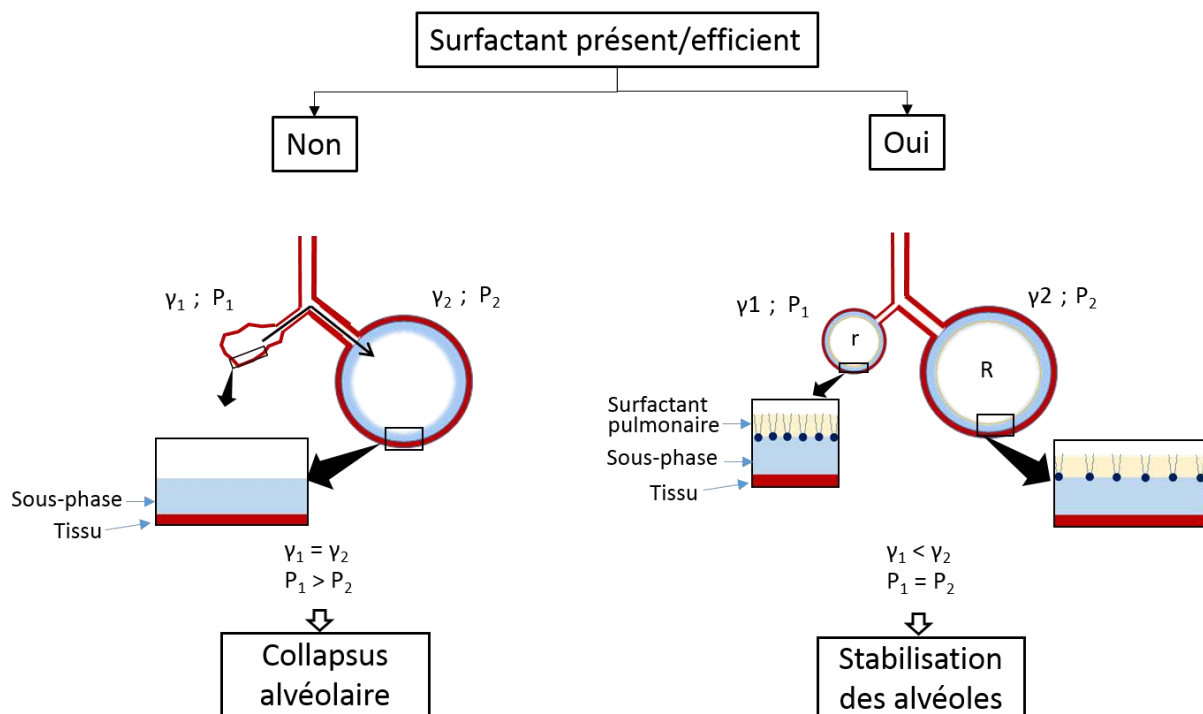 Surfactant présent/efficient
Non
Oui
γ₁ ; P₁
γ₂ ; P₂
γ1 ; P₁
γ2 ; P₂
r
R
Surfactant
pulmonaire
Sous-phase
Tissu
Sous-phase
Tissu
γ₁ = γ₂
P₁ > P₂
γ₁ < γ₂
P₁ = P₂
Collapsus
alvéolaire
Stabilisation
des alvéoles